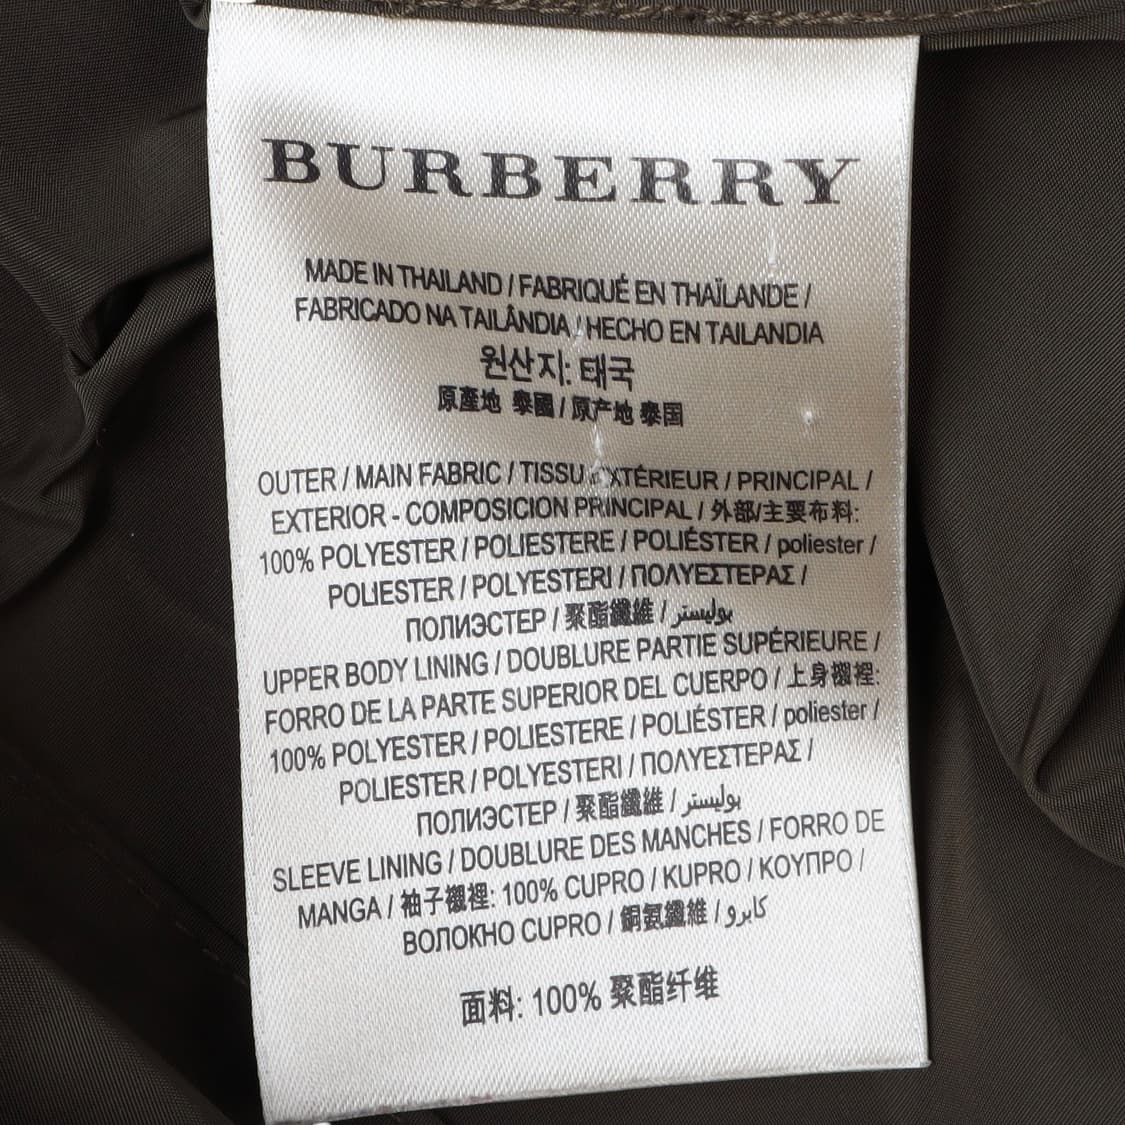 BURBERRY
MADE IN THAILAND / FABRIQUÉ EN THAÏLANDE /
FABRICADO NA TAILÂNDIA / HECHO EN TAILANDIA
원산지: 태국
原產地 泰國 / 原产地 泰国
OUTER / MAIN FABRIC / TISSU EXTÉRIEUR / PRINCIPAL /
EXTERIOR - COMPOSICION PRINCIPAL / 外部/主要布料:
100% POLYESTER / POLIESTERE / POLIÉSTER / poliester /
POLIESTER / POLYESTERI / ΠΟΛΥΕΣΤΕΡΑΣ /
ПОЛИЭСТЕР / 聚酯纖維 / بوليستر
UPPER BODY LINING / DOUBLURE PARTIE SUPÉRIEURE /
FORRO DE LA PARTE SUPERIOR DEL CUERPO / 上身襯裡:
100% POLYESTER / POLIESTERE / POLIÉSTER / poliester /
POLIESTER / POLYESTERI / ΠΟΛΥΕΣΤΕΡΑΣ /
ПОЛИЭСТЕР / 聚酯纖維 / بوليستر
SLEEVE LINING / DOUBLURE DES MANCHES / FORRO DE
MANGA / 袖子襯裡: 100% CUPRO / KUPRO / ΚΟΥΠΡΟ /
ВОЛОКНО CUPRO / 銅氨纖維 / كابرو
面料: 100% 聚酯纤维